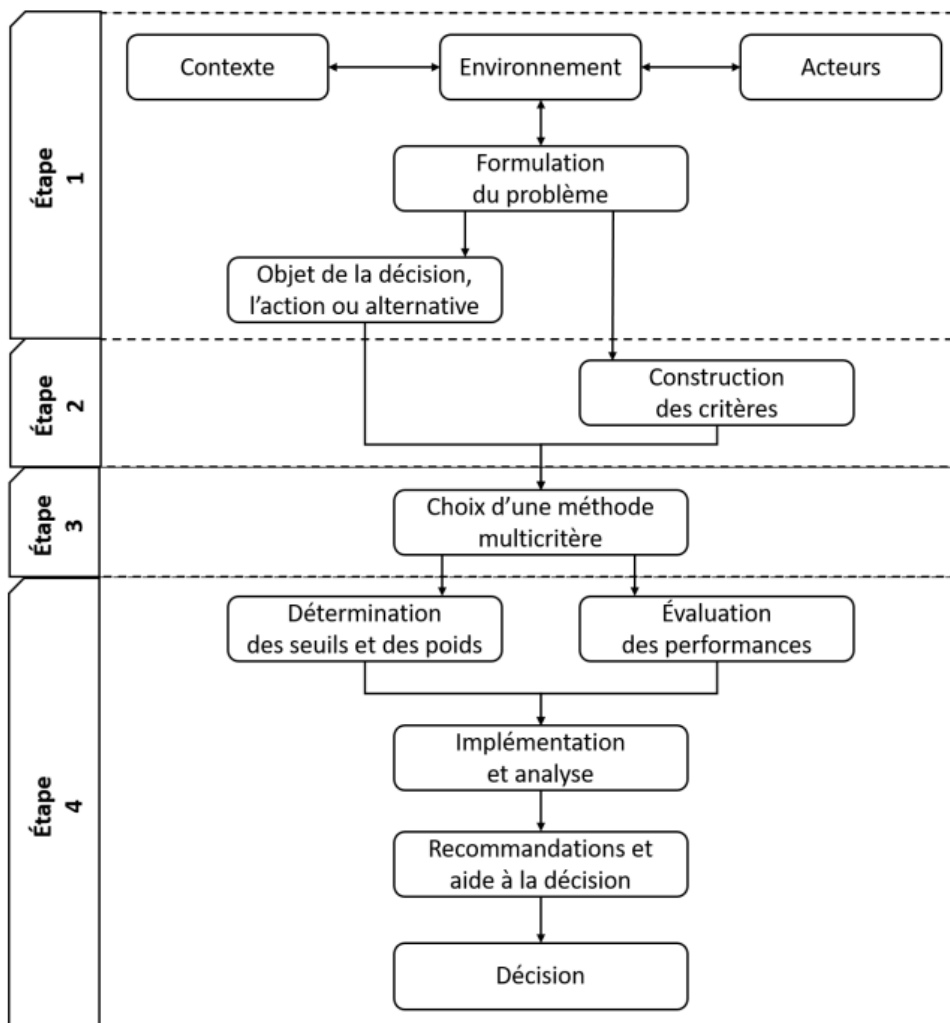 Étape
1
Contexte
Environnement
Acteurs
Formulation
du problème
Objet de la décision,
l'action ou alternative
Étape
2
Construction
des critères
Étape
3
Choix d'une méthode
multicritère
Étape
4
Détermination
des seuils et des poids
Évaluation
des performances
Implémentation
et analyse
Recommandations et
aide à la décision
Décision